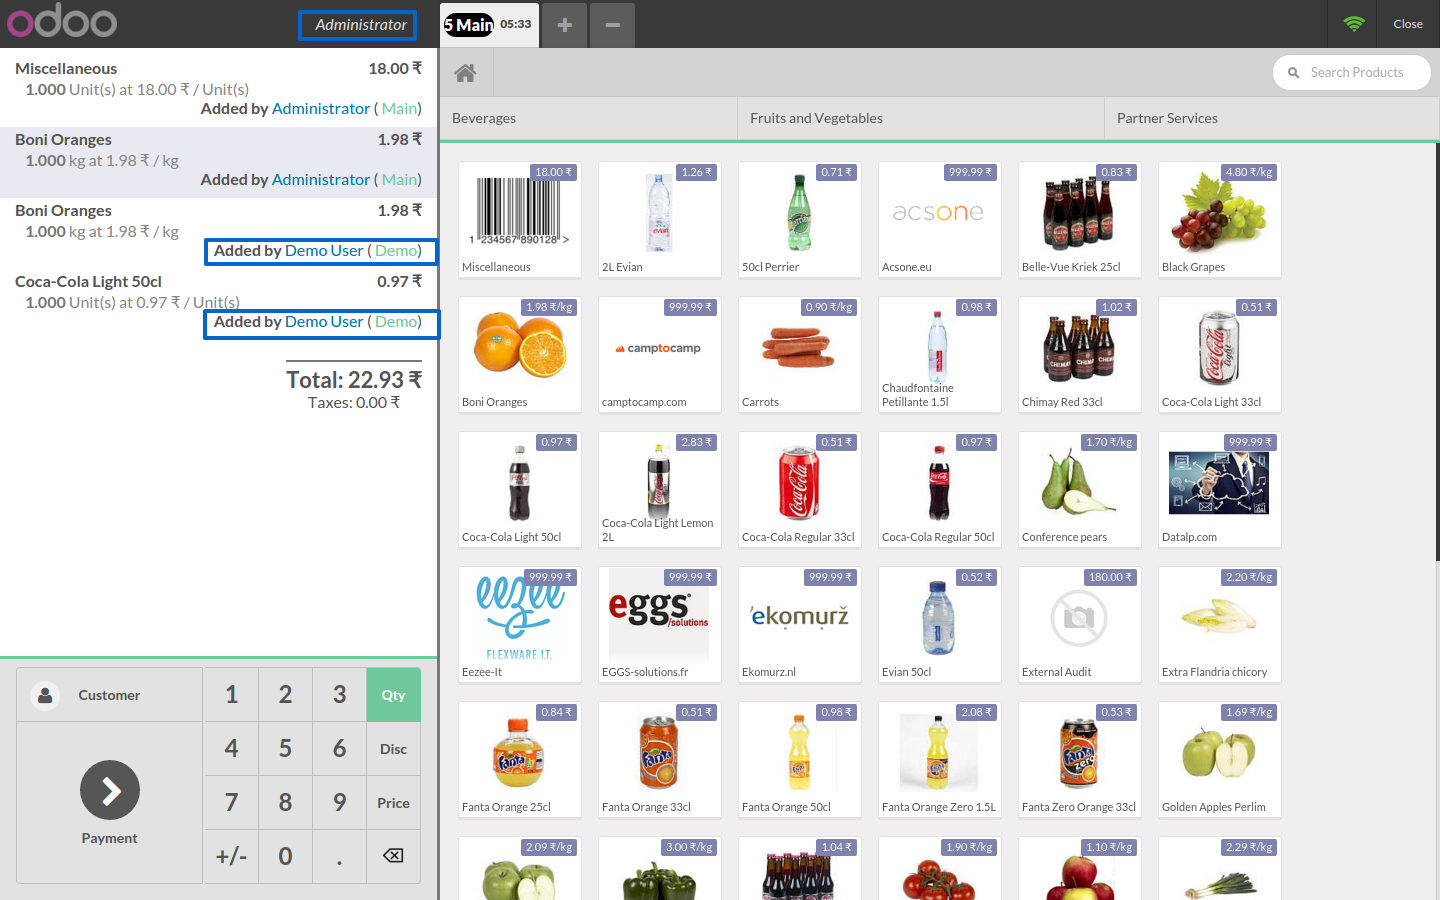 odoo
Administrator
5 Main 05:33
+
−
Close
Miscellaneous 18.00 ₹
1.000 Unit(s) at 18.00 ₹ / Unit(s)
Added by Administrator ( Main)
Boni Oranges 1.98 ₹
1.000 kg at 1.98 ₹ / kg
Added by Administrator ( Main)
Boni Oranges 1.98 ₹
1.000 kg at 1.98 ₹ / kg
Added by Demo User ( Demo)
Coca-Cola Light 50cl 0.97 ₹
1.000 Unit(s) at 0.97 ₹ / Unit(s)
Added by Demo User ( Demo)
Total: 22.93 ₹
Taxes: 0.00 ₹
Customer
Payment
1 2 3 Qty
4 5 6 Disc
7 8 9 Price
+/- 0 .
Search Products
Beverages Fruits and Vegetables Partner Services
18.00 ₹ 1.26 ₹ 0.71 ₹ 999.99 ₹ 0.83 ₹ 4.80 ₹/kg
1 234567 890128 >
evian
perrier
acsone
Miscellaneous 2L Evian 50cl Perrier Acsone.eu Belle-Vue Kriek 25cl Black Grapes
1.98 ₹/kg 999.99 ₹ 0.90 ₹/kg 0.98 ₹ 1.02 ₹ 0.51 ₹
camptocamp
CHIMAY
Coca-Cola light
Boni Oranges camptocamp.com Carrots Chaudfontaine Petillante 1.5l Chimay Red 33cl Coca-Cola Light 33cl
0.97 ₹ 2.83 ₹ 0.51 ₹ 0.97 ₹ 1.70 ₹/kg 999.99 ₹
Coca-Cola
Coca-Cola Light 50cl Coca-Cola Light Lemon 2L Coca-Cola Regular 33cl Coca-Cola Regular 50cl Conference pears Datalp.com
999.99 ₹ 999.99 ₹ 999.99 ₹ 0.52 ₹ 180.00 ₹ 2.20 ₹/kg
eezee
FLEXWARE I.T.
eggs®
/solutions
'ekomurž
Eezee-It EGGS-solutions.fr Ekomurz.nl Evian 50cl External Audit Extra Flandria chicory
0.84 ₹ 0.51 ₹ 0.98 ₹ 2.08 ₹ 0.53 ₹ 1.69 ₹/kg
Fanta
Fanta
Fanta
Fanta
Fanta zero
Fanta Orange 25cl Fanta Orange 33cl Fanta Orange 50cl Fanta Orange Zero 1.5L Fanta Zero Orange 33cl Golden Apples Perlim
2.09 ₹/kg 3.00 ₹/kg 1.04 ₹ 1.90 ₹/kg 1.10 ₹/kg 2.29 ₹/kg